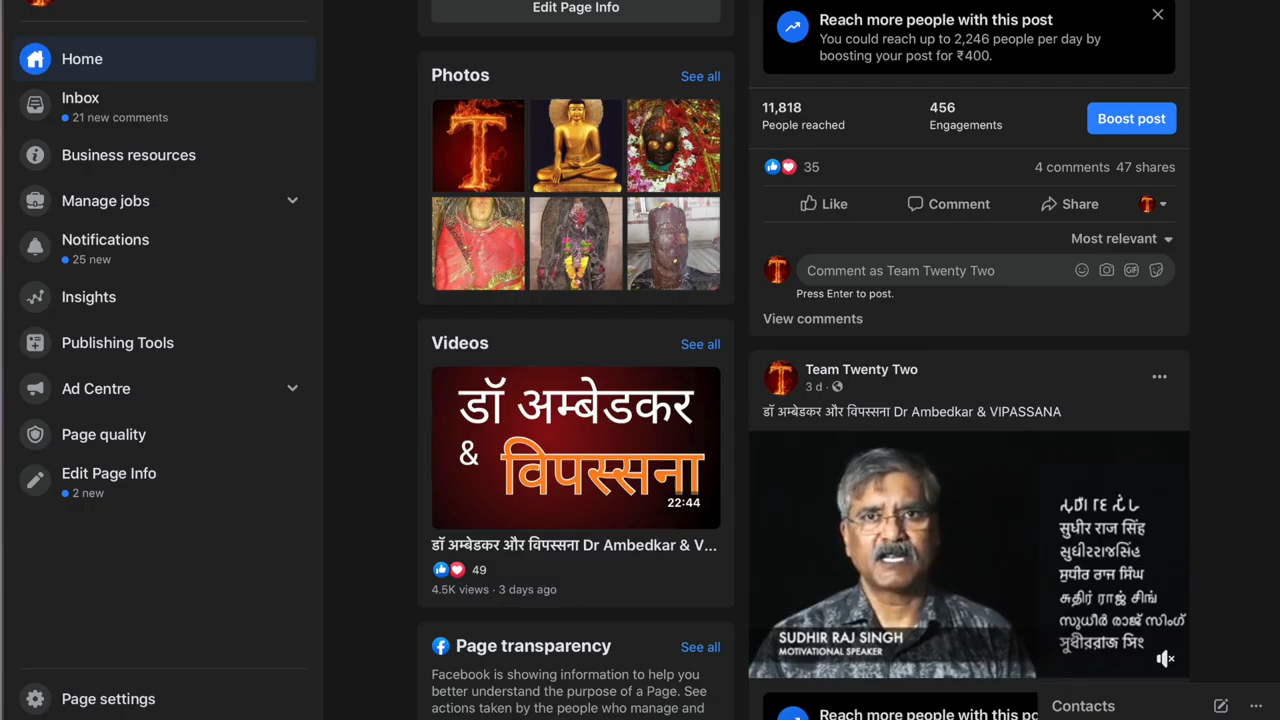 Home
Inbox
21 new comments
Business resources
Manage jobs
Notifications
25 new
Insights
Publishing Tools
Ad Centre
Page quality
Edit Page Info
2 new
Page settings
Edit Page Info
Photos
See all
Videos
See all
डॉ अम्बेडकर
&
विपस्सना
22:44
डॉ अम्बेडकर और विपस्सना Dr Ambedkar & V...
49
4.5K views · 3 days ago
Page transparency
See all
Facebook is showing information to help you
better understand the purpose of a Page. See
actions taken by the people who manage and
Reach more people with this post
You could reach up to 2,246 people per day by
boosting your post for ₹400.
11,818
People reached
456
Engagements
Boost post
35
4 comments 47 shares
Like
Comment
Share
Most relevant
Comment as Team Twenty Two
GIF
Press Enter to post.
View comments
Team Twenty Two
3 d ·
डॉ अम्बेडकर और विपस्सना Dr Ambedkar & VIPASSANA
सुधीर राज सिंह
ਸੁਧੀਰ ਰਾਜ ਸਿੰਘ
சுதிர் ராஜ் சிங்
സുധീർ രാജ് സിംഗ്
SUDHIR RAJ SINGH
MOTIVATIONAL SPEAKER
Reach more people with this po
Contacts